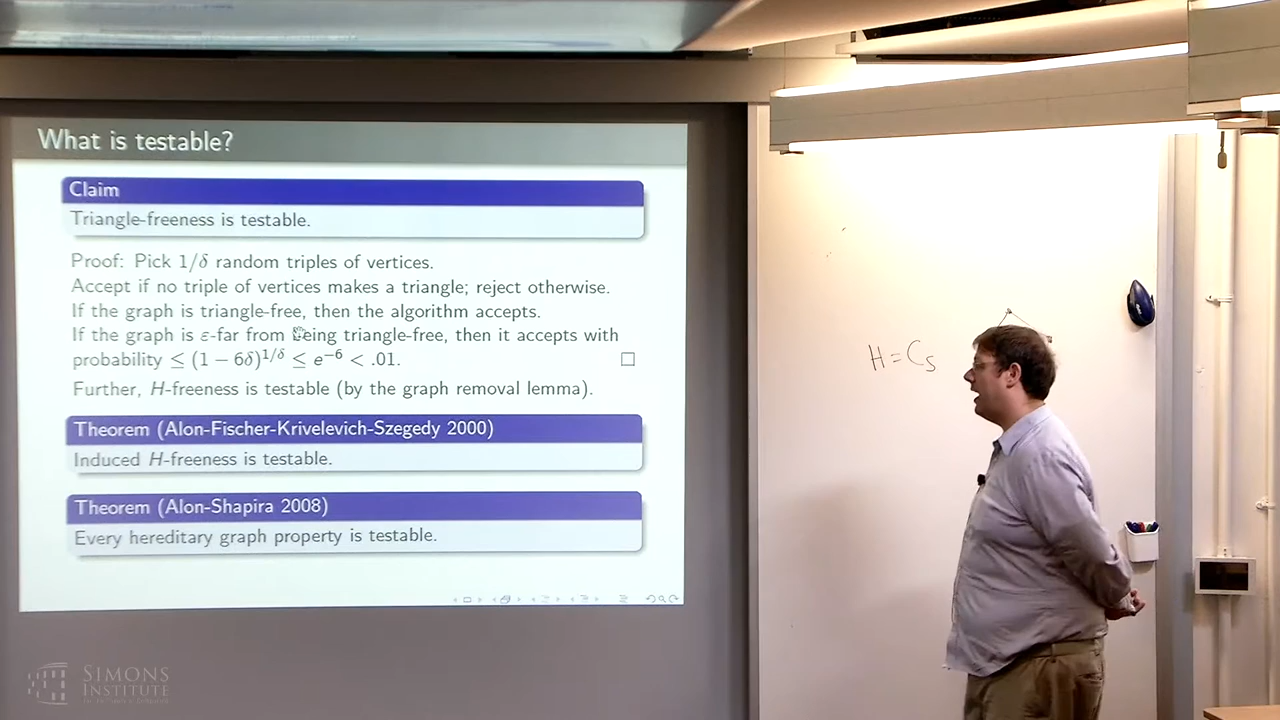 What is testable?
Claim
Triangle-freeness is testable.
Proof: Pick 1/δ random triples of vertices.
Accept if no triple of vertices makes a triangle; reject otherwise.
If the graph is triangle-free, then the algorithm accepts.
If the graph is ε-far from being triangle-free, then it accepts with
probability ≤ (1 − 6δ)^{1/δ} ≤ e^{−6} < .01. □
Further, H-freeness is testable (by the graph removal lemma).
Theorem (Alon-Fischer-Krivelevich-Szegedy 2000)
Induced H-freeness is testable.
Theorem (Alon-Shapira 2008)
Every hereditary graph property is testable.
H=C₅
SIMONS
INSTITUTE